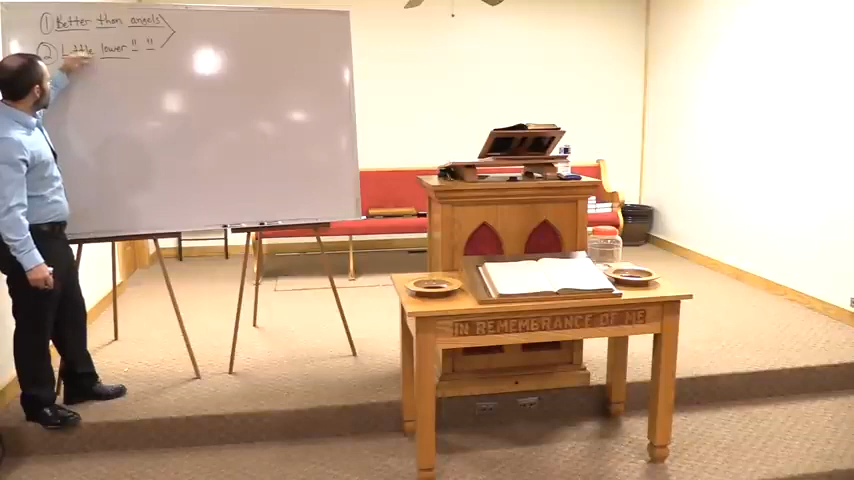 ① Better than angels
② Little lower !! !!
IN REMEMBRANCE OF ME